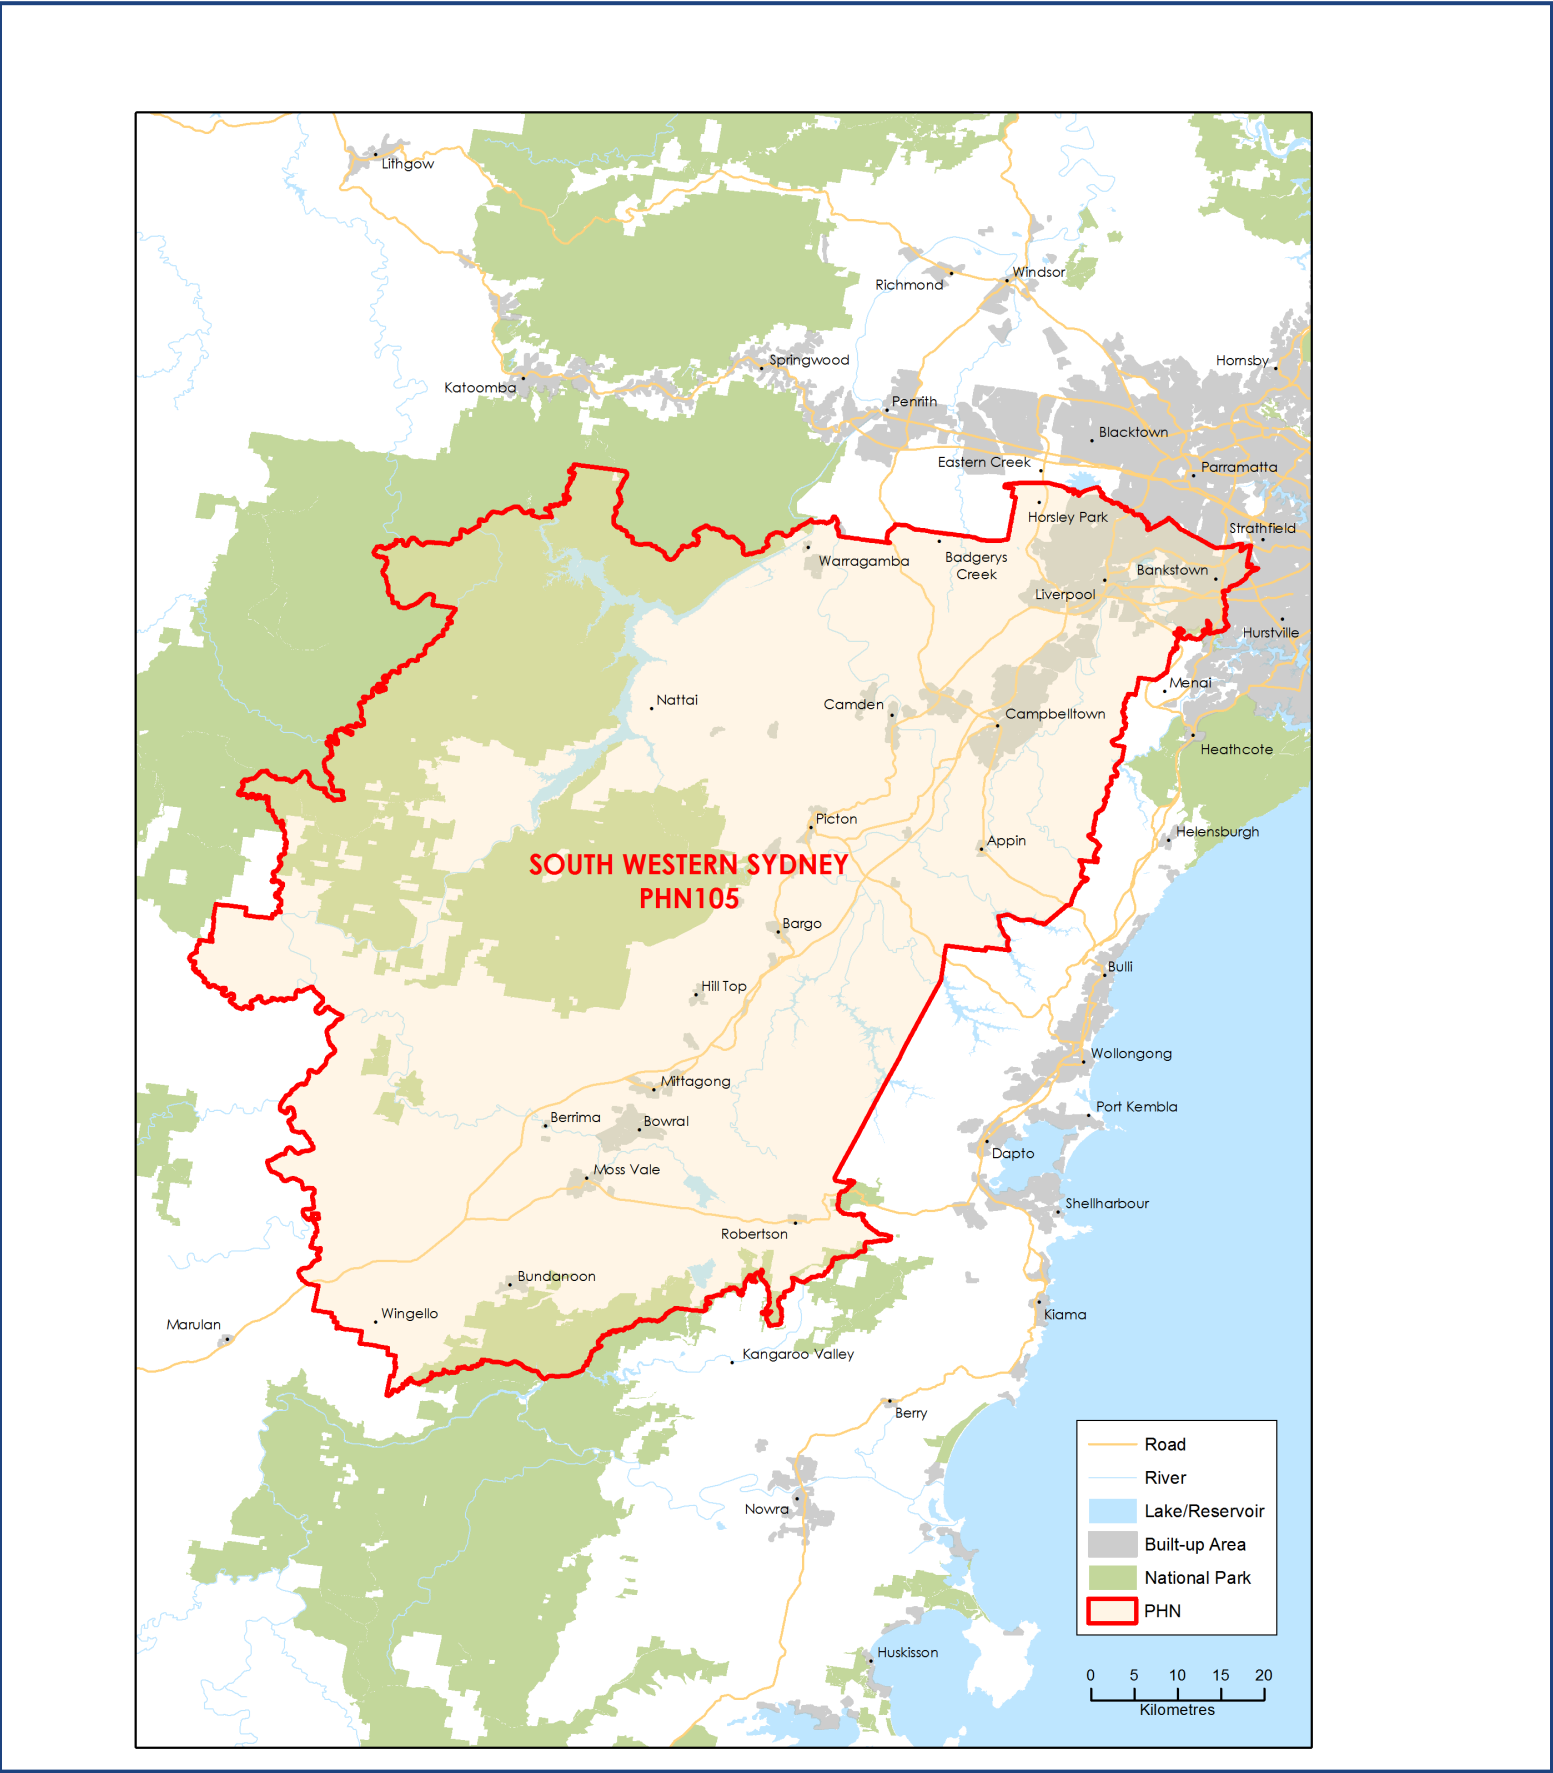 Lithgow
Windsor
Richmond
Springwood
Hornsby
Katoomba
Penrith
Blacktown
Eastern Creek
Parramatta
Horsley Park
Strathfield
Warragamba
Badgerys
Creek
Bankstown
Liverpool
Hurstville
Menai
Nattai
Camden
Campbelltown
Heathcote
Picton
Helensburgh
Appin
SOUTH WESTERN SYDNEY
PHN105
Bargo
Bulli
Hill Top
Wollongong
Mittagong
Port Kembla
Berrima
Bowral
Dapto
Moss Vale
Shellharbour
Robertson
Bundanoon
Wingello
Kiama
Marulan
Kangaroo Valley
Berry
Nowra
Huskisson
Road
River
Lake/Reservoir
Built-up Area
National Park
PHN
0 5 10 15 20
Kilometres